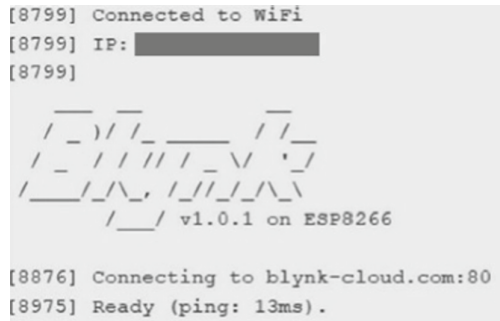 [8799] Connected to WiFi
[8799] IP:
[8799]
    ___  __          __
   / _ )/ /_ _____  / /__
  / _  / / // / _ \/  '_/
 /____/_/\_, /_//_/_/\_\
        /___/ v1.0.1 on ESP8266
[8876] Connecting to blynk-cloud.com:80
[8975] Ready (ping: 13ms).